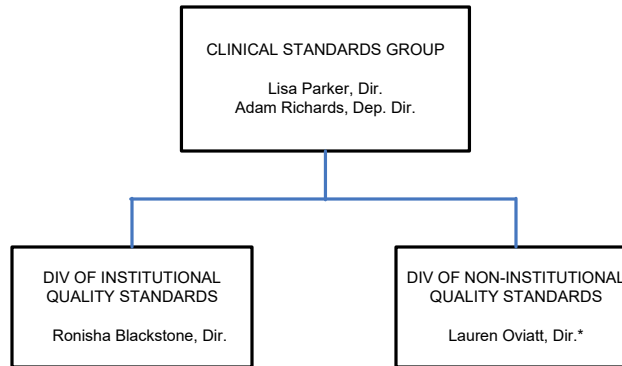 CLINICAL STANDARDS GROUP
Lisa Parker, Dir.
Adam Richards, Dep. Dir.
DIV OF INSTITUTIONAL
QUALITY STANDARDS
Ronisha Blackstone, Dir.
DIV OF NON-INSTITUTIONAL
QUALITY STANDARDS
Lauren Oviatt, Dir.*